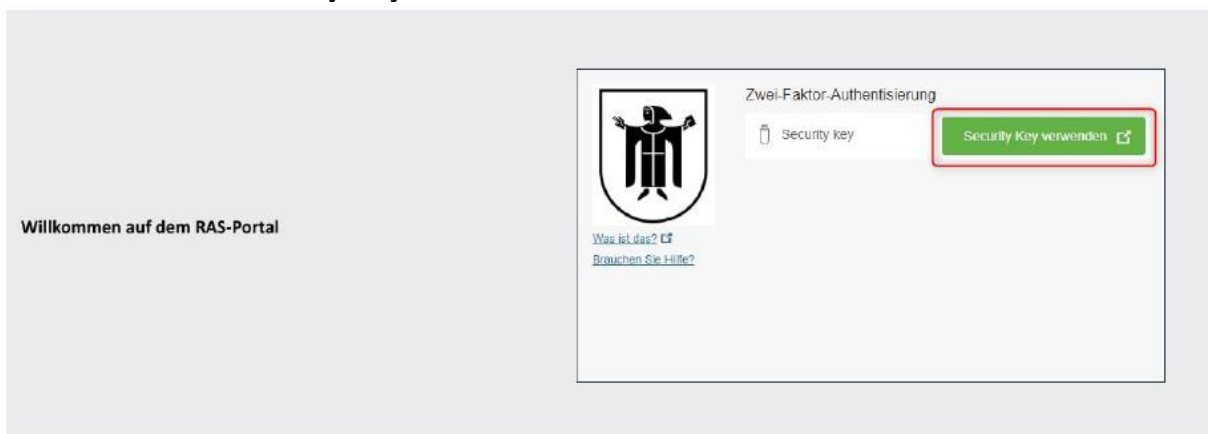 Zwei-Faktor-Authentisierung
Security key
Security Key verwenden
Willkommen auf dem RAS-Portal
Was ist das?
Brauchen Sie Hilfe?